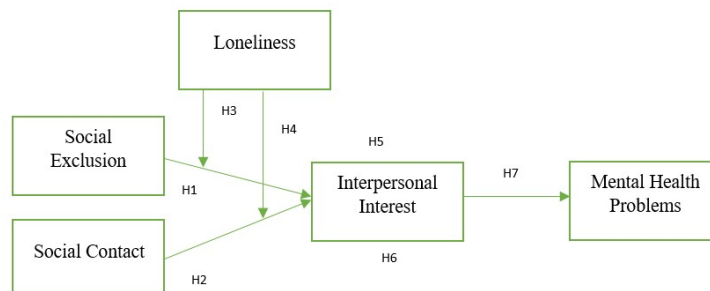 Loneliness
H3
H4
Social
Exclusion
H5
H1
Interpersonal
Interest
H7
Mental Health
Problems
Social Contact
H2
H6